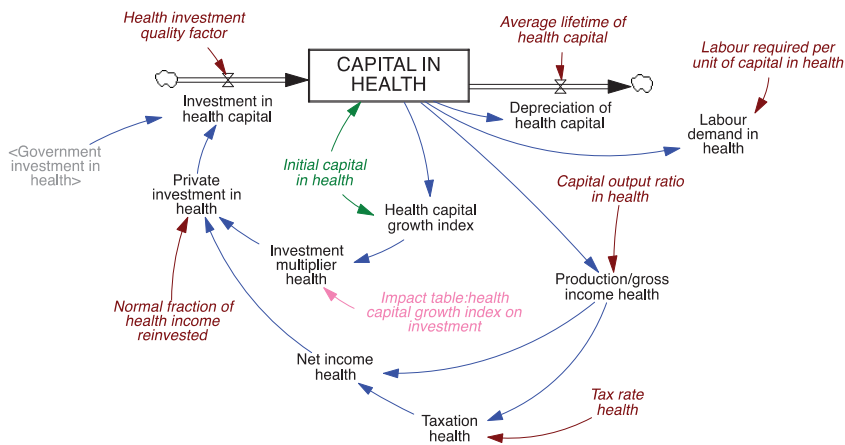 Health investment
quality factor
CAPITAL IN
HEALTH
Average lifetime of
health capital
Labour required per
unit of capital in health
Investment in
health capital
Depreciation of
health capital
Labour
demand in
health
<Government
investment in
health>
Initial capital
in health
Private
investment in
health
Capital output ratio
in health
Health capital
growth index
Investment
multiplier
health
Production/gross
income health
Normal fraction of
health income
reinvested
Impact table:health
capital growth index on
investment
Net income
health
Tax rate
health
Taxation
health